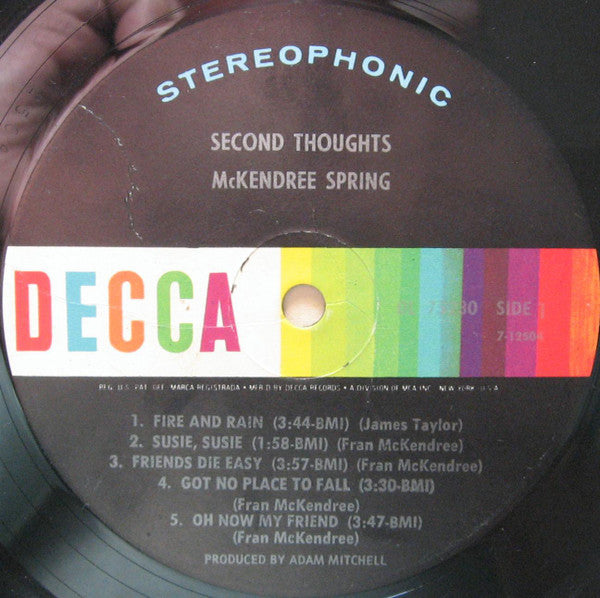 STEREOPHONIC
SECOND THOUGHTS
McKENDREE SPRING
DECCA
SIDE 1
REG. U.S. PAT. OFF. MARCA REGISTRADA • MFR'D BY DECCA RECORDS • A DIVISION OF MCA INC. NEW YORK U.S.A
1. FIRE AND RAIN (3:44-BMI) (James Taylor)
2. SUSIE, SUSIE (1:58-BMI) (Fran McKendree)
3. FRIENDS DIE EASY (3:57-BMI) (Fran McKendree)
4. GOT NO PLACE TO FALL (3:30-BMI)
(Fran McKendree)
5. OH NOW MY FRIEND (3:47-BMI)
(Fran McKendree)
PRODUCED BY ADAM MITCHELL